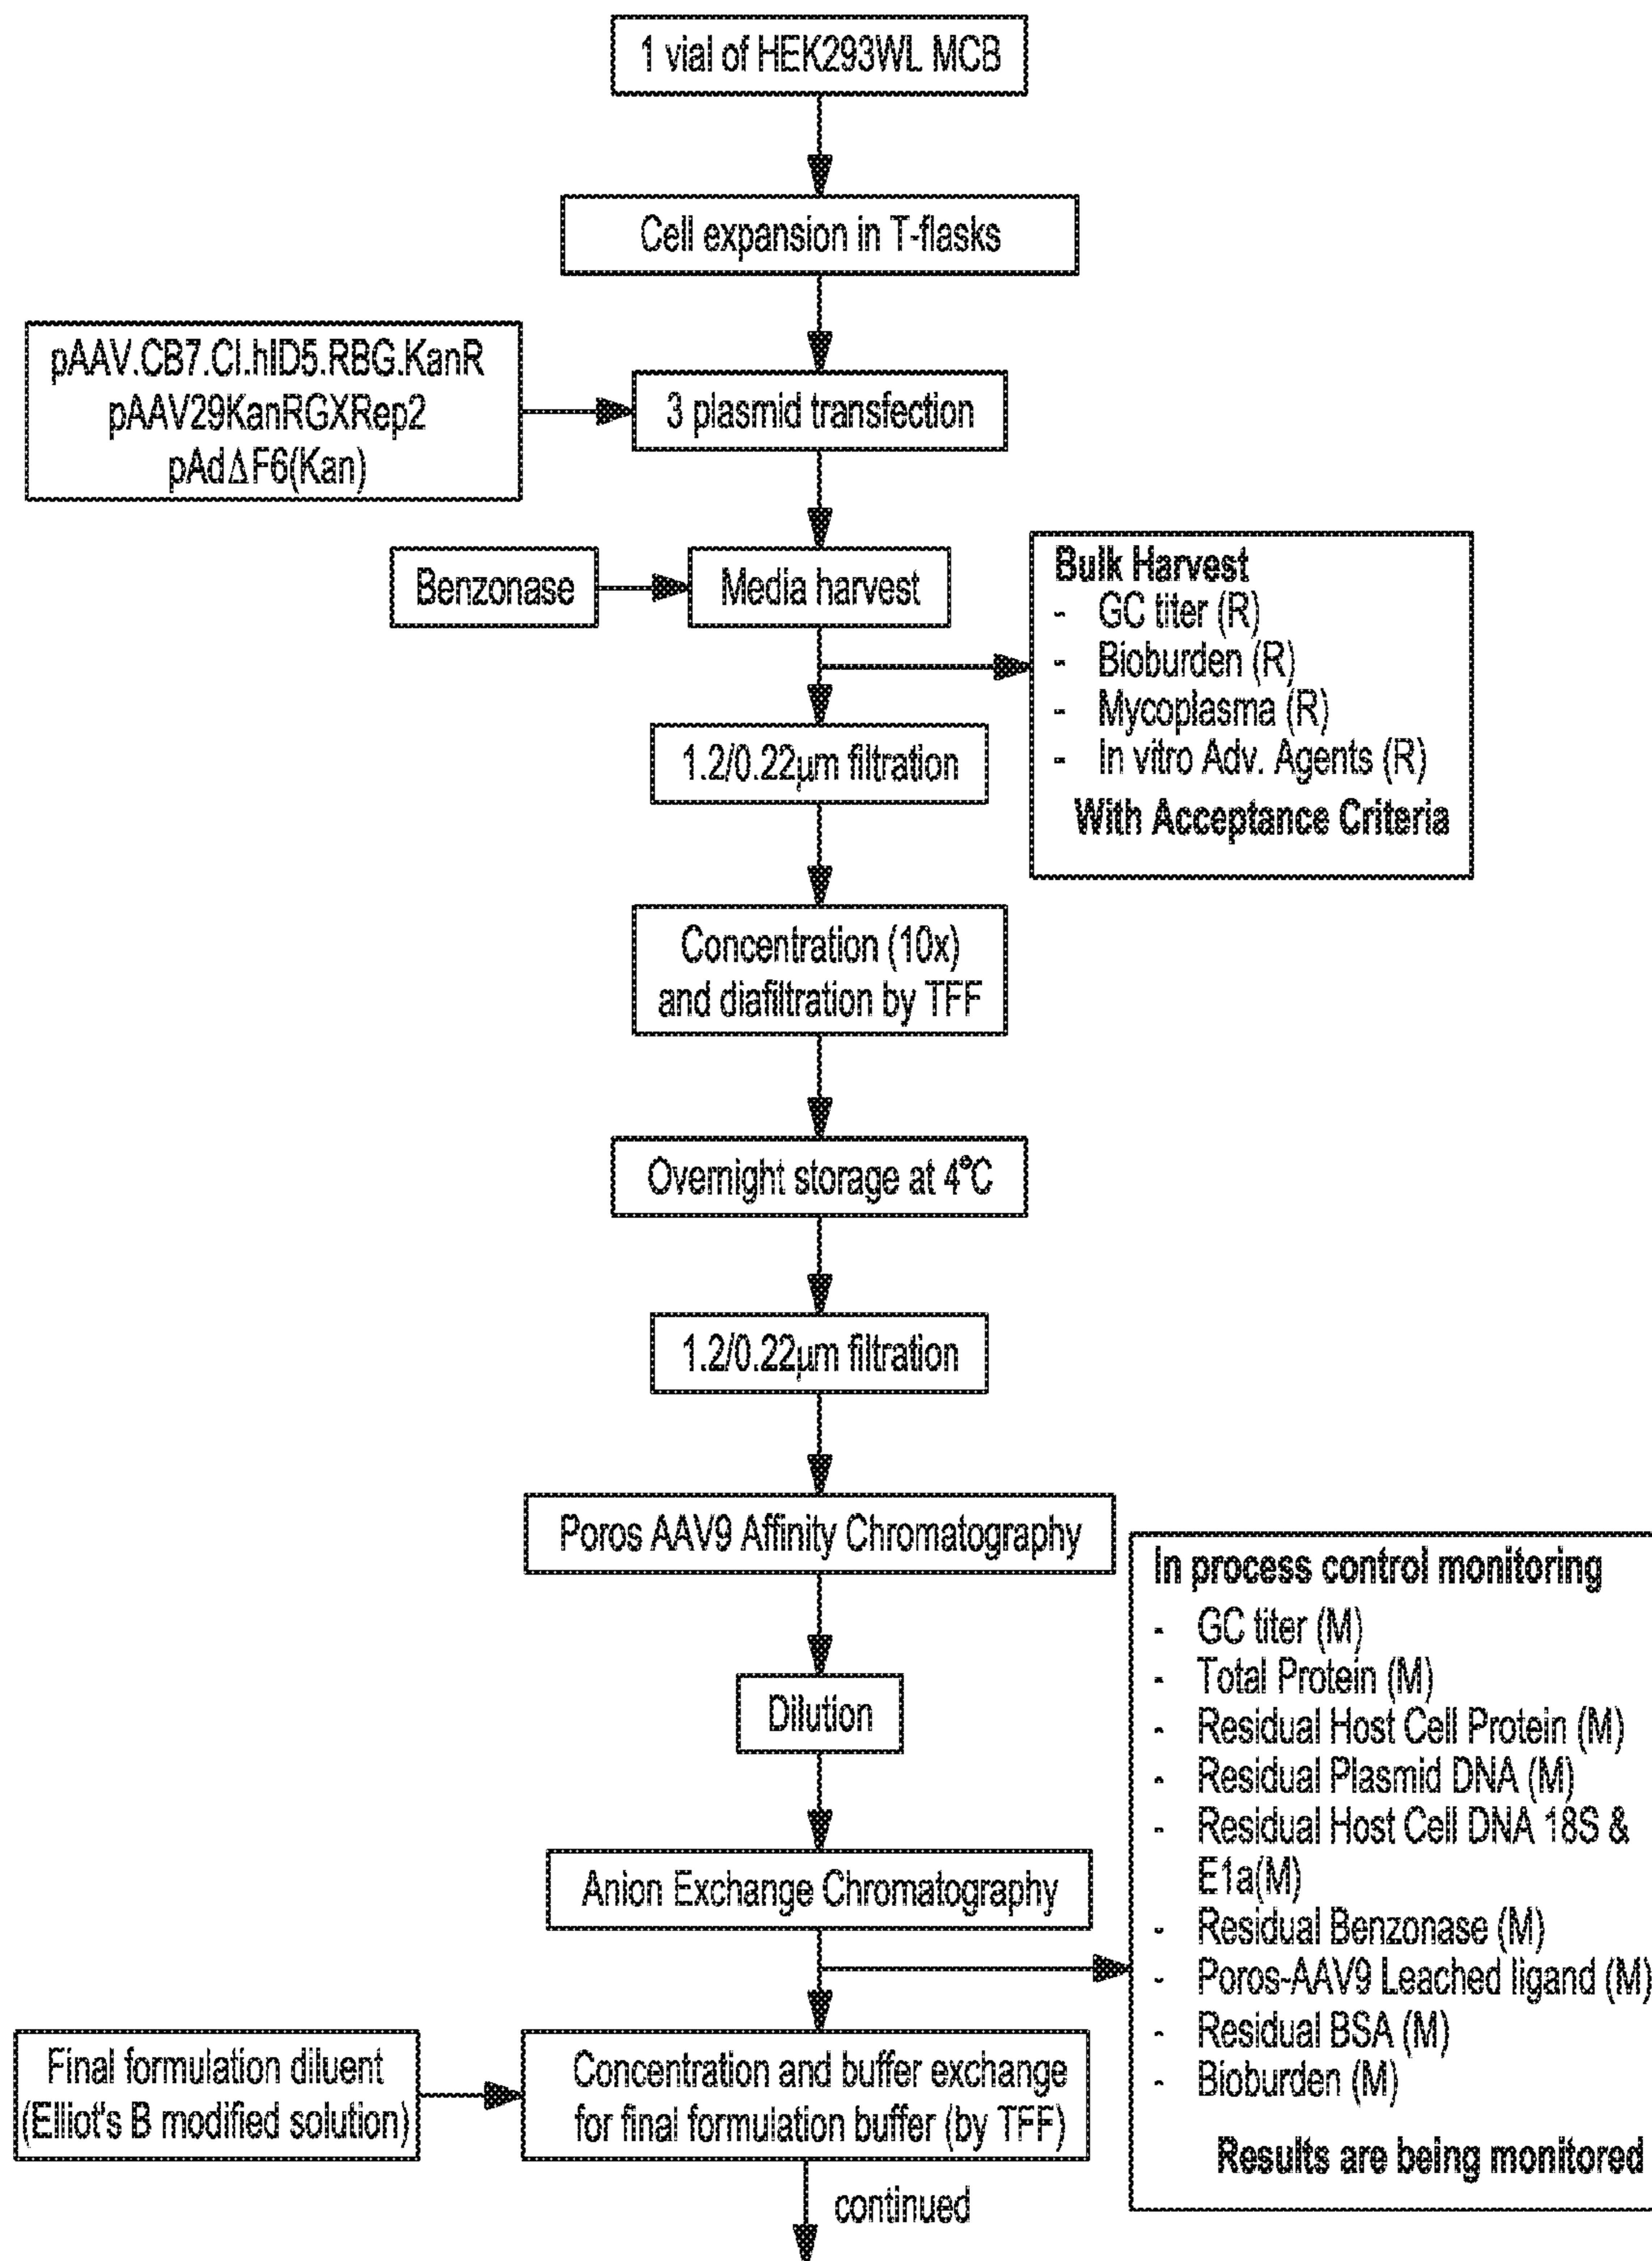 1 vial of HEK293WL MCB
Cell expansion in T-flasks
pAAV.CB7.CI.hID5.RBG.KanR
pAAV29KanRGXRep2
pAdΔF6(Kan)
3 plasmid transfection
Benzonase
Media harvest
Bulk Harvest
- GC titer (R)
- Bioburden (R)
- Mycoplasma (R)
- In vitro Adv. Agents (R)
With Acceptance Criteria
1.2/0.22µm filtration
Concentration (10x)
and diafiltration by TFF
Overnight storage at 4°C
1.2/0.22µm filtration
Poros AAV9 Affinity Chromatography
Dilution
Anion Exchange Chromatography
In process control monitoring
- GC titer (M)
- Total Protein (M)
- Residual Host Cell Protein (M)
- Residual Plasmid DNA (M)
- Residual Host Cell DNA 18S &
E1a(M)
- Residual Benzonase (M)
- Poros-AAV9 Leached ligand (M)
- Residual BSA (M)
- Bioburden (M)
Results are being monitored
Final formulation diluent
(Elliot's B modified solution)
Concentration and buffer exchange
for final formulation buffer (by TFF)
continued